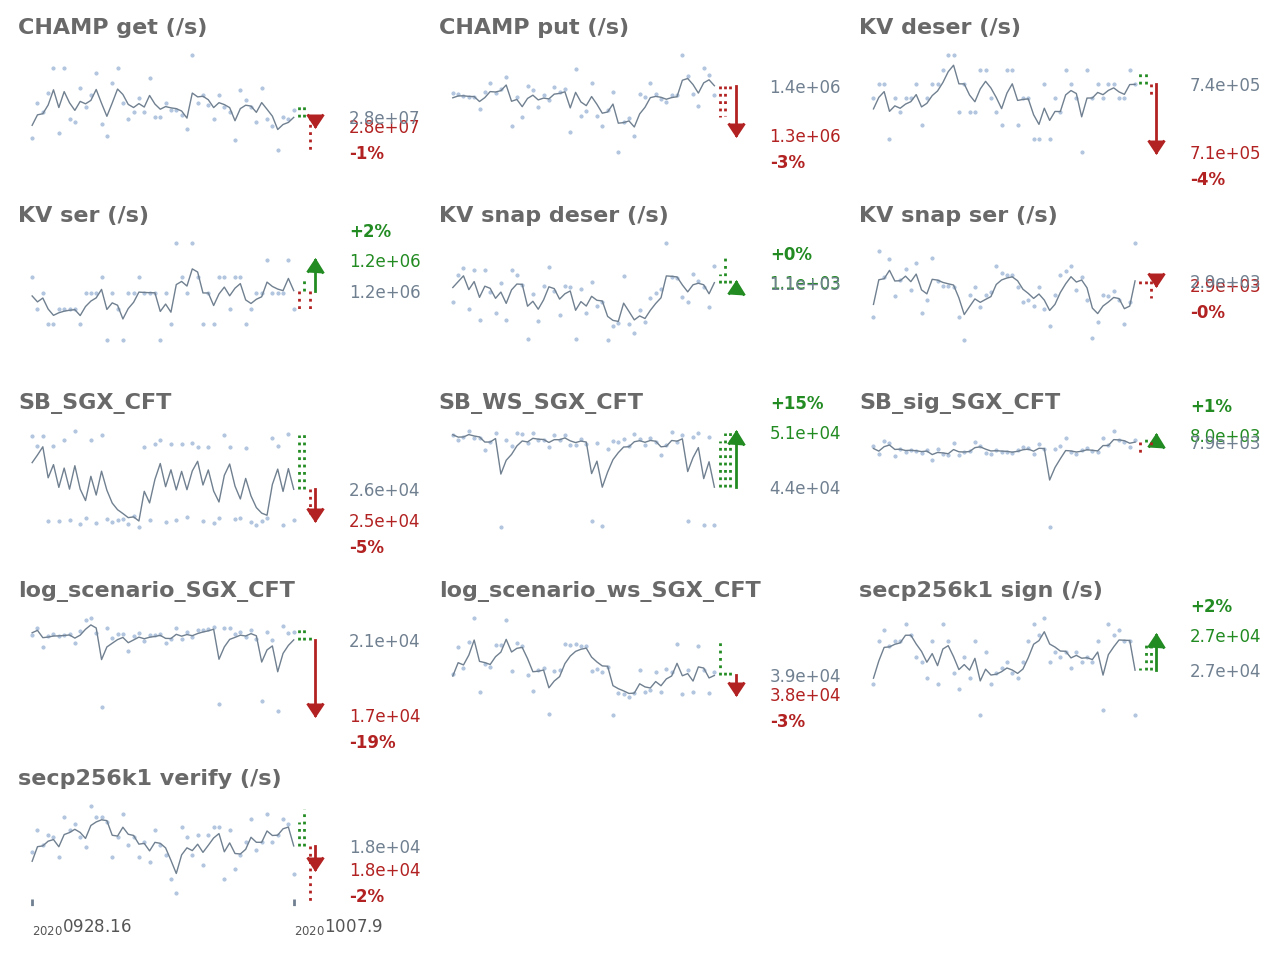 CHAMP get (/s)
2.8e+07
2.8e+07
-1%
CHAMP put (/s)
1.4e+06
1.3e+06
-3%
KV deser (/s)
7.4e+05
7.1e+05
-4%
KV ser (/s)
+2%
1.2e+06
1.2e+06
KV snap deser (/s)
+0%
1.1e+03
KV snap ser (/s)
2.9e+03
-0%
SB_SGX_CFT
2.6e+04
2.5e+04
-5%
SB_WS_SGX_CFT
+15%
5.1e+04
4.4e+04
SB_sig_SGX_CFT
+1%
8.0e+03
7.9e+03
log_scenario_SGX_CFT
2.1e+04
1.7e+04
-19%
log_scenario_ws_SGX_CFT
3.9e+04
3.8e+04
-3%
secp256k1 sign (/s)
+2%
2.7e+04
2.7e+04
secp256k1 verify (/s)
1.8e+04
1.8e+04
-2%
20200928.16
20201007.9